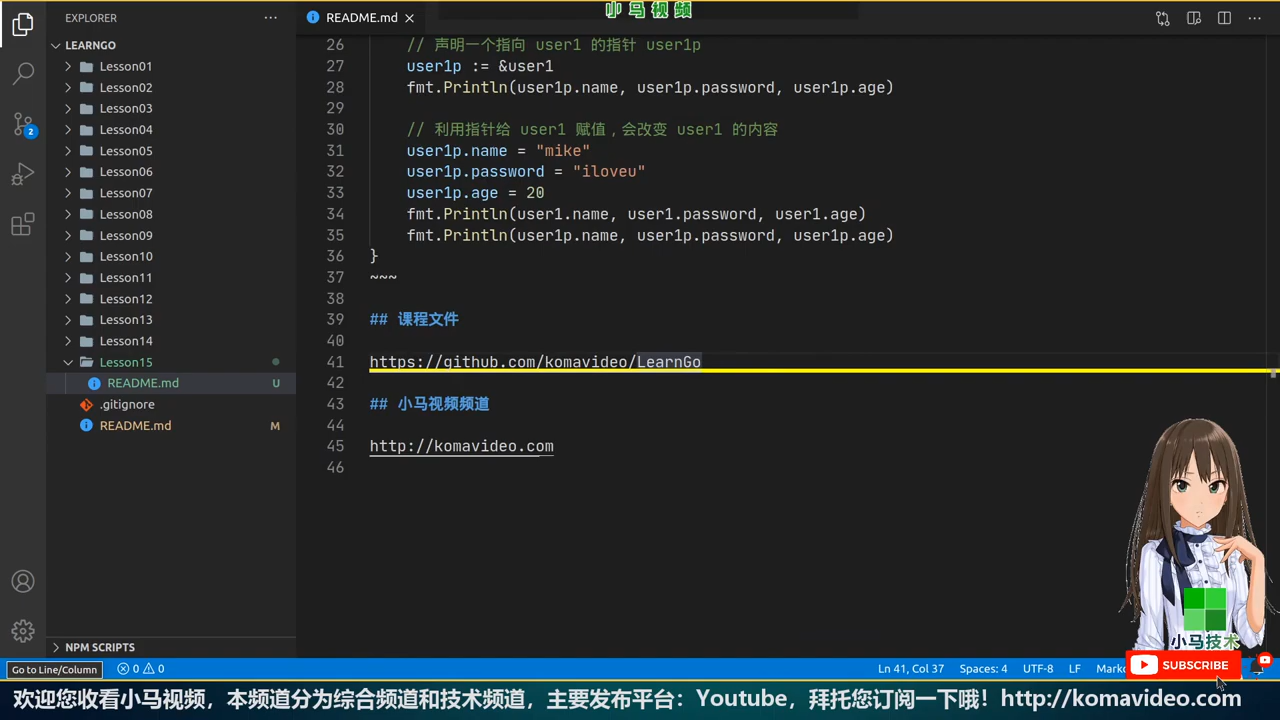 小马视频
EXPLORER
README.md
LEARNGO
Lesson01
Lesson02
Lesson03
Lesson04
Lesson05
Lesson06
Lesson07
Lesson08
Lesson09
Lesson10
Lesson11
Lesson12
Lesson13
Lesson14
Lesson15
README.md U
.gitignore
README.md M
2
NPM SCRIPTS
26 // 声明一个指向 user1 的指针 user1p
27 user1p := &user1
28 fmt.Println(user1p.name, user1p.password, user1p.age)
29
30 // 利用指针给 user1 赋值，会改变 user1 的内容
31 user1p.name = "mike"
32 user1p.password = "iloveu"
33 user1p.age = 20
34 fmt.Println(user1.name, user1.password, user1.age)
35 fmt.Println(user1p.name, user1p.password, user1p.age)
36 }
37 ~~~
38
39 ## 课程文件
40
41 https://github.com/komavideo/LearnGo
42
43 ## 小马视频频道
44
45 http://komavideo.com
46
小马技术
SUBSCRIBE
Go to Line/Column 0 0 Ln 41, Col 37 Spaces: 4 UTF-8 LF
欢迎您收看小马视频，本频道分为综合频道和技术频道，主要发布平台：Youtube，拜托您订阅一下哦！http://komavideo.com